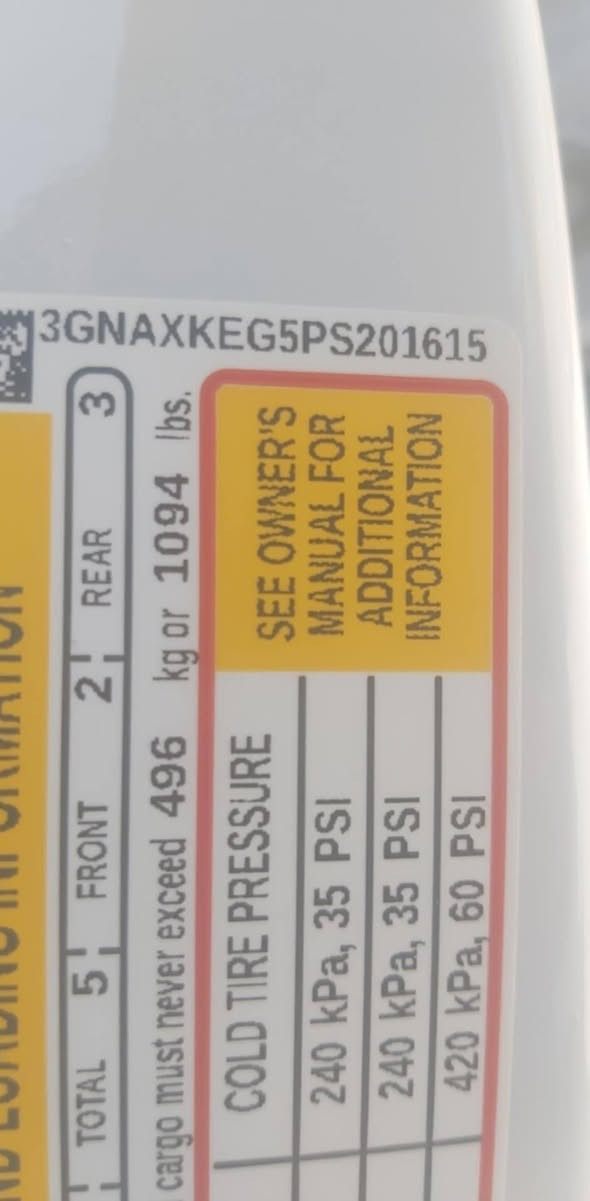 3GNAXKEG5PS201615
TOTAL 5 FRONT 2 REAR 3
cargo must never exceed 496 kg or 1094 lbs.
COLD TIRE PRESSURE
240 kPa, 35 PSI
240 kPa, 35 PSI
420 kPa, 60 PSI
SEE OWNER'S
MANUAL FOR
ADDITIONAL
INFORMATION